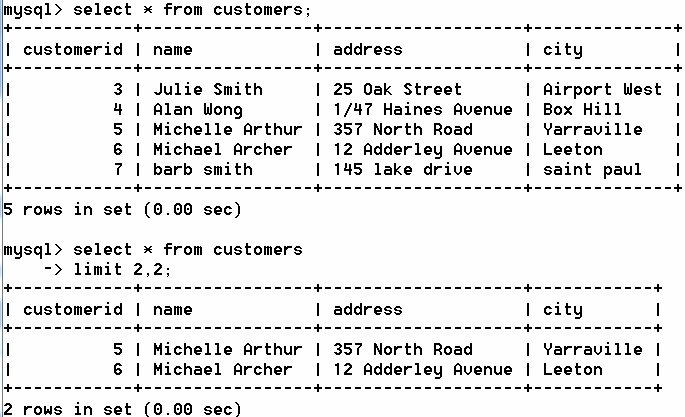 mysql> select * from customers;
+------------+-----------------+---------------------+--------------+
| customerid | name            | address             | city         |
+------------+-----------------+---------------------+--------------+
|          3 | Julie Smith     | 25 Oak Street       | Airport West |
|          4 | Alan Wong       | 1/47 Haines Avenue  | Box Hill     |
|          5 | Michelle Arthur | 357 North Road      | Yarraville   |
|          6 | Michael Archer  | 12 Adderley Avenue  | Leeton       |
|          7 | barb smith      | 145 lake drive      | saint paul   |
+------------+-----------------+---------------------+--------------+
5 rows in set (0.00 sec)
mysql> select * from customers
    -> limit 2,2;
+------------+-----------------+---------------------+------------+
| customerid | name            | address             | city       |
+------------+-----------------+---------------------+------------+
|          5 | Michelle Arthur | 357 North Road      | Yarraville |
|          6 | Michael Archer  | 12 Adderley Avenue  | Leeton     |
+------------+-----------------+---------------------+------------+
2 rows in set (0.00 sec)